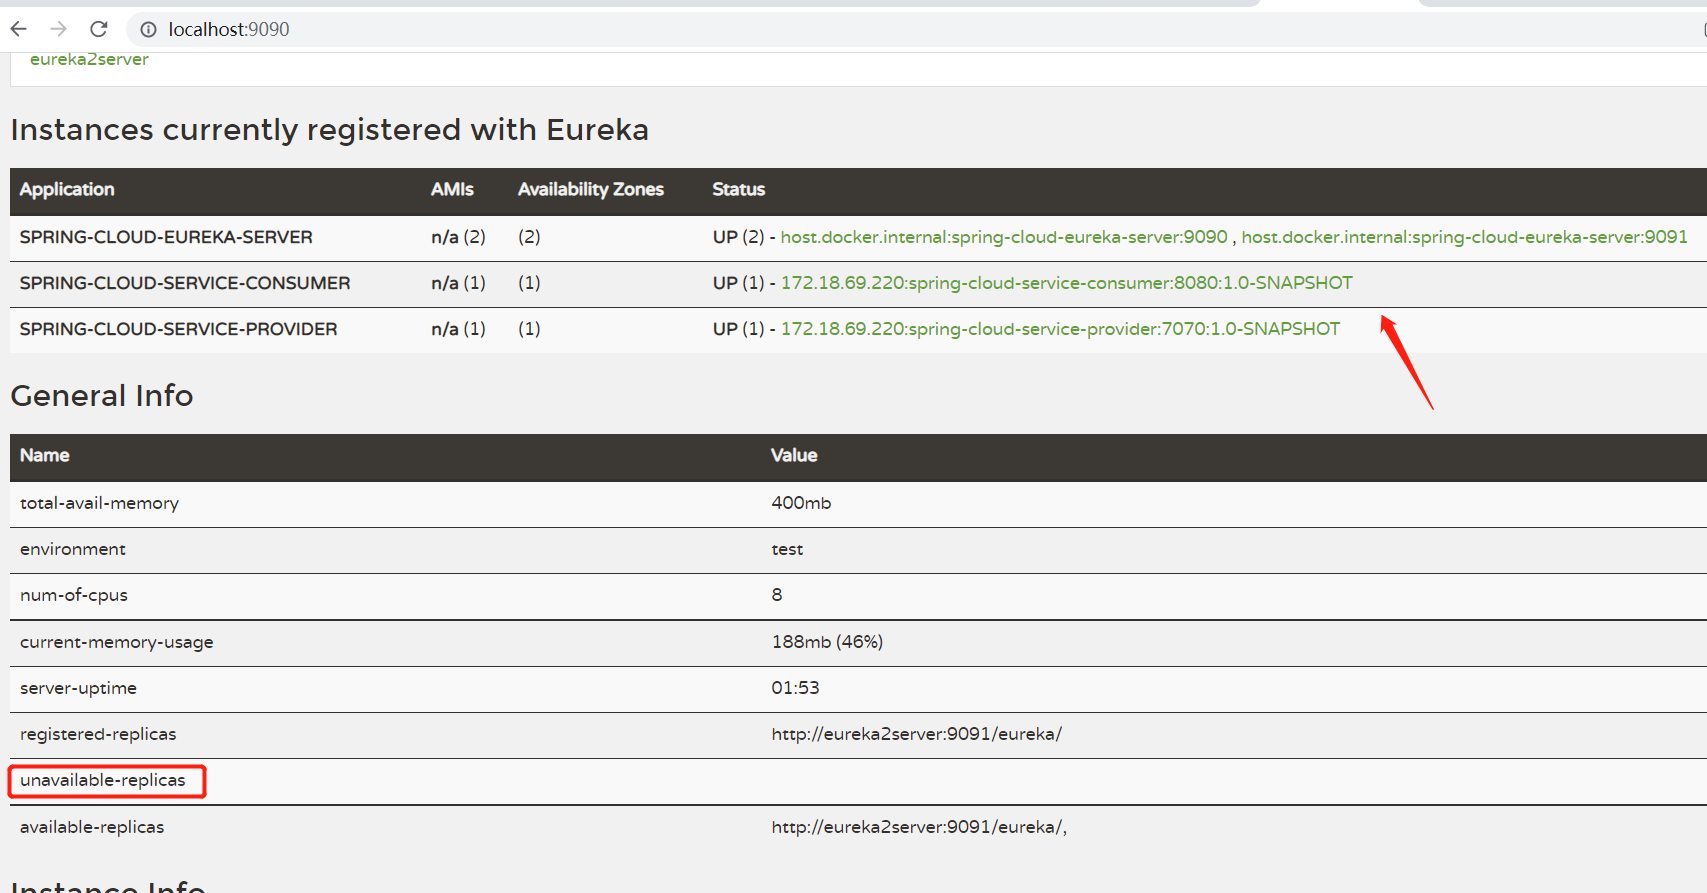 localhost:9090
eureka2server
Instances currently registered with Eureka
Application AMIs Availability Zones Status
SPRING-CLOUD-EUREKA-SERVER n/a (2) (2) UP (2) - host.docker.internal:spring-cloud-eureka-server:9090 , host.docker.internal:spring-cloud-eureka-server:9091
SPRING-CLOUD-SERVICE-CONSUMER n/a (1) (1) UP (1) - 172.18.69.220:spring-cloud-service-consumer:8080:1.0-SNAPSHOT
SPRING-CLOUD-SERVICE-PROVIDER n/a (1) (1) UP (1) - 172.18.69.220:spring-cloud-service-provider:7070:1.0-SNAPSHOT
General Info
Name Value
total-avail-memory 400mb
environment test
num-of-cpus 8
current-memory-usage 188mb (46%)
server-uptime 01:53
registered-replicas http://eureka2server:9091/eureka/
unavailable-replicas
available-replicas http://eureka2server:9091/eureka/,
Instance Info